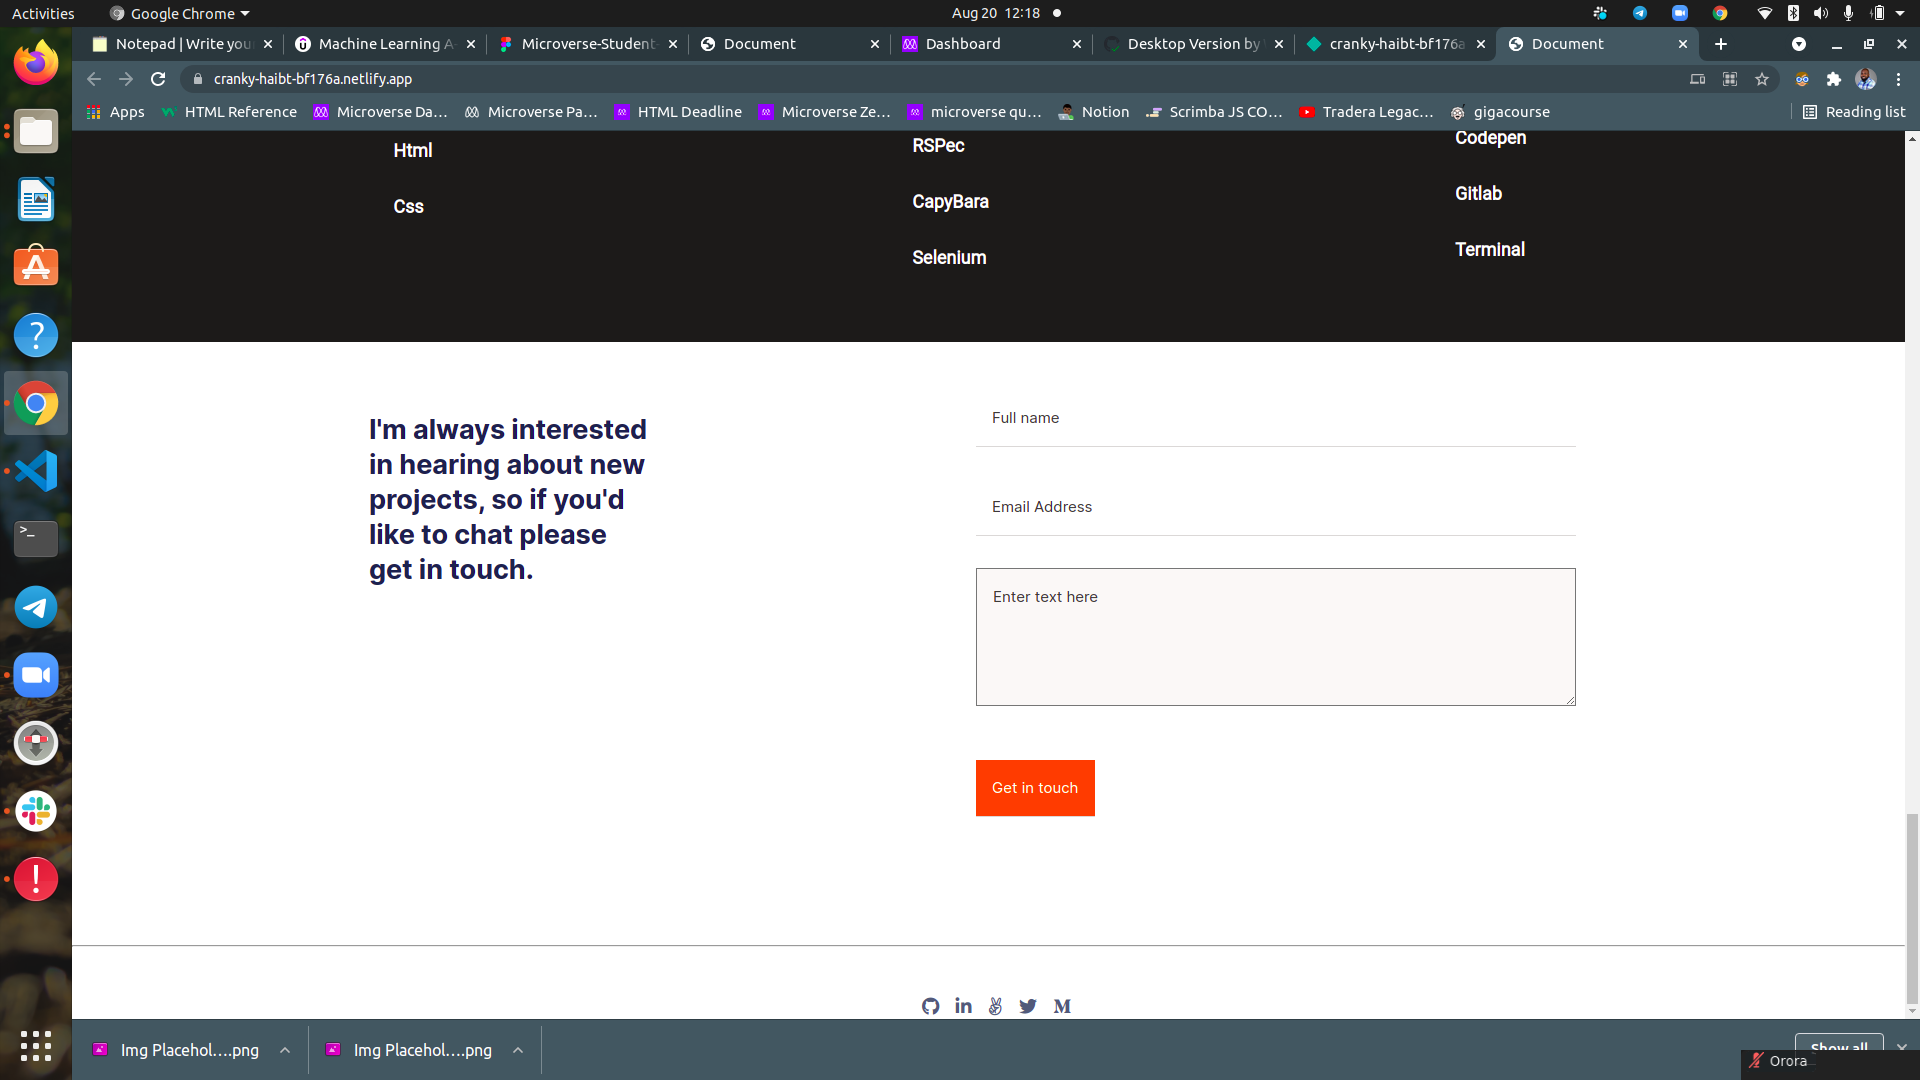 Activities
Google Chrome
Aug 20 12:18
Notepad | Write you
Machine Learning A-
Microverse-Student-
Document
Dashboard
Desktop Version by
cranky-haibt-bf176a
Document
cranky-haibt-bf176a.netlify.app
Apps
HTML Reference
Microverse Da...
Microverse Pa...
HTML Deadline
Microverse Ze...
microverse qu...
Notion
Scrimba JS CO...
Tradera Legac...
gigacourse
Reading list
Html
Css
RSPec
CapyBara
Selenium
Codepen
Gitlab
Terminal
I'm always interested
in hearing about new
projects, so if you'd
like to chat please
get in touch.
Full name
Email Address
Enter text here
Get in touch
Img Placehol....png
Img Placehol....png
Show all
Orora